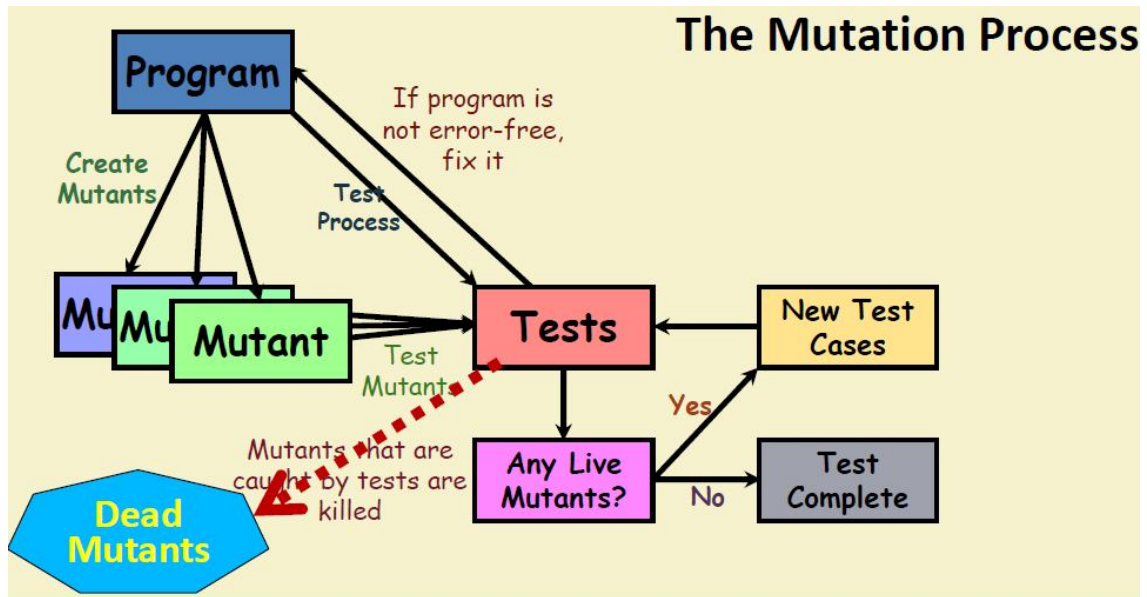 The Mutation Process
Program
If program is
not error-free,
fix it
Create
Mutants
Test
Process
Mu
Mu
Mutant
Tests
New Test
Cases
Test
Mutants
Yes
Mutants that are
caught by tests are
killed
Any Live
Mutants?
No
Test
Complete
Dead
Mutants